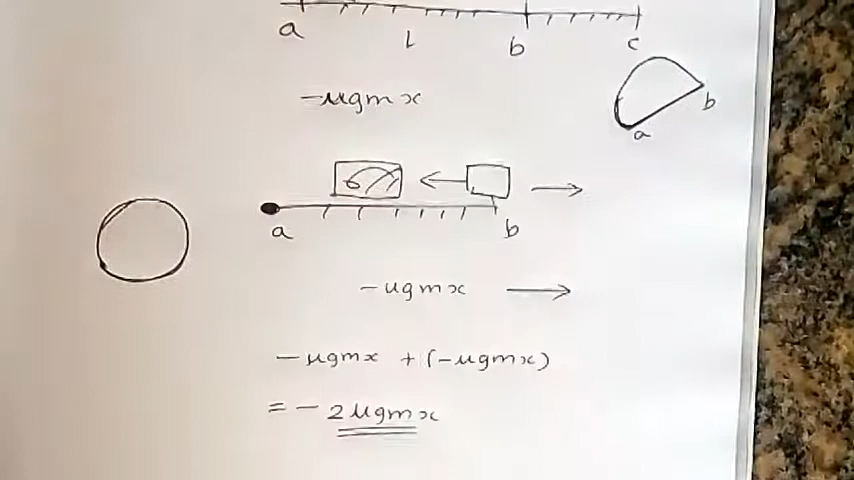 a l b c
-μgmx
b
a
a b
-μgmx
-μgmx + (-μgmx)
= - 2μgmx